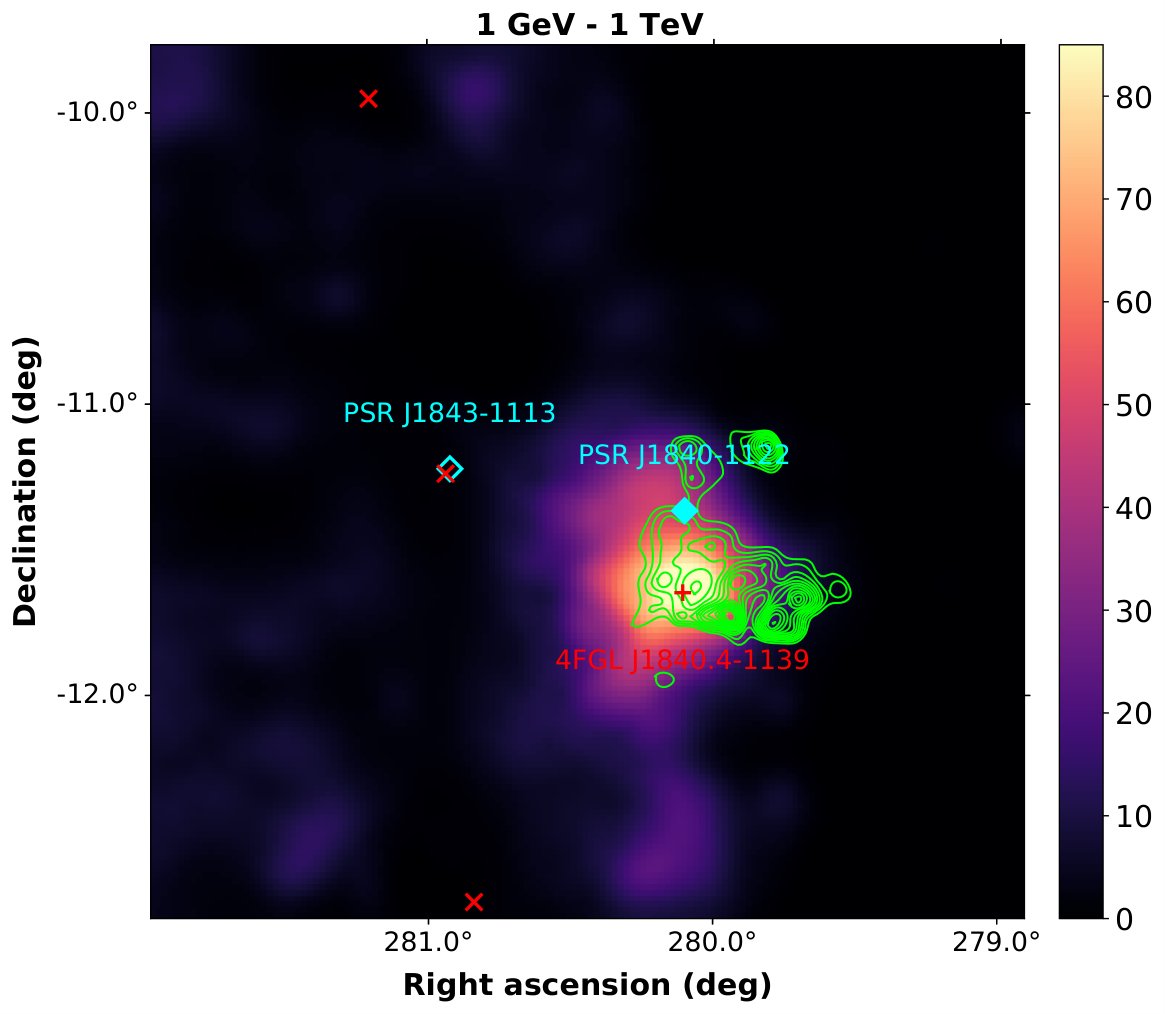 1 GeV - 1 TeV
-10.0°
-11.0°
-12.0°
Declination (deg)
PSR J1843-1113
PSR J1840-1122
4FGL J1840.4-1139
281.0°
280.0°
279.0°
Right ascension (deg)
80
70
60
50
40
30
20
10
0